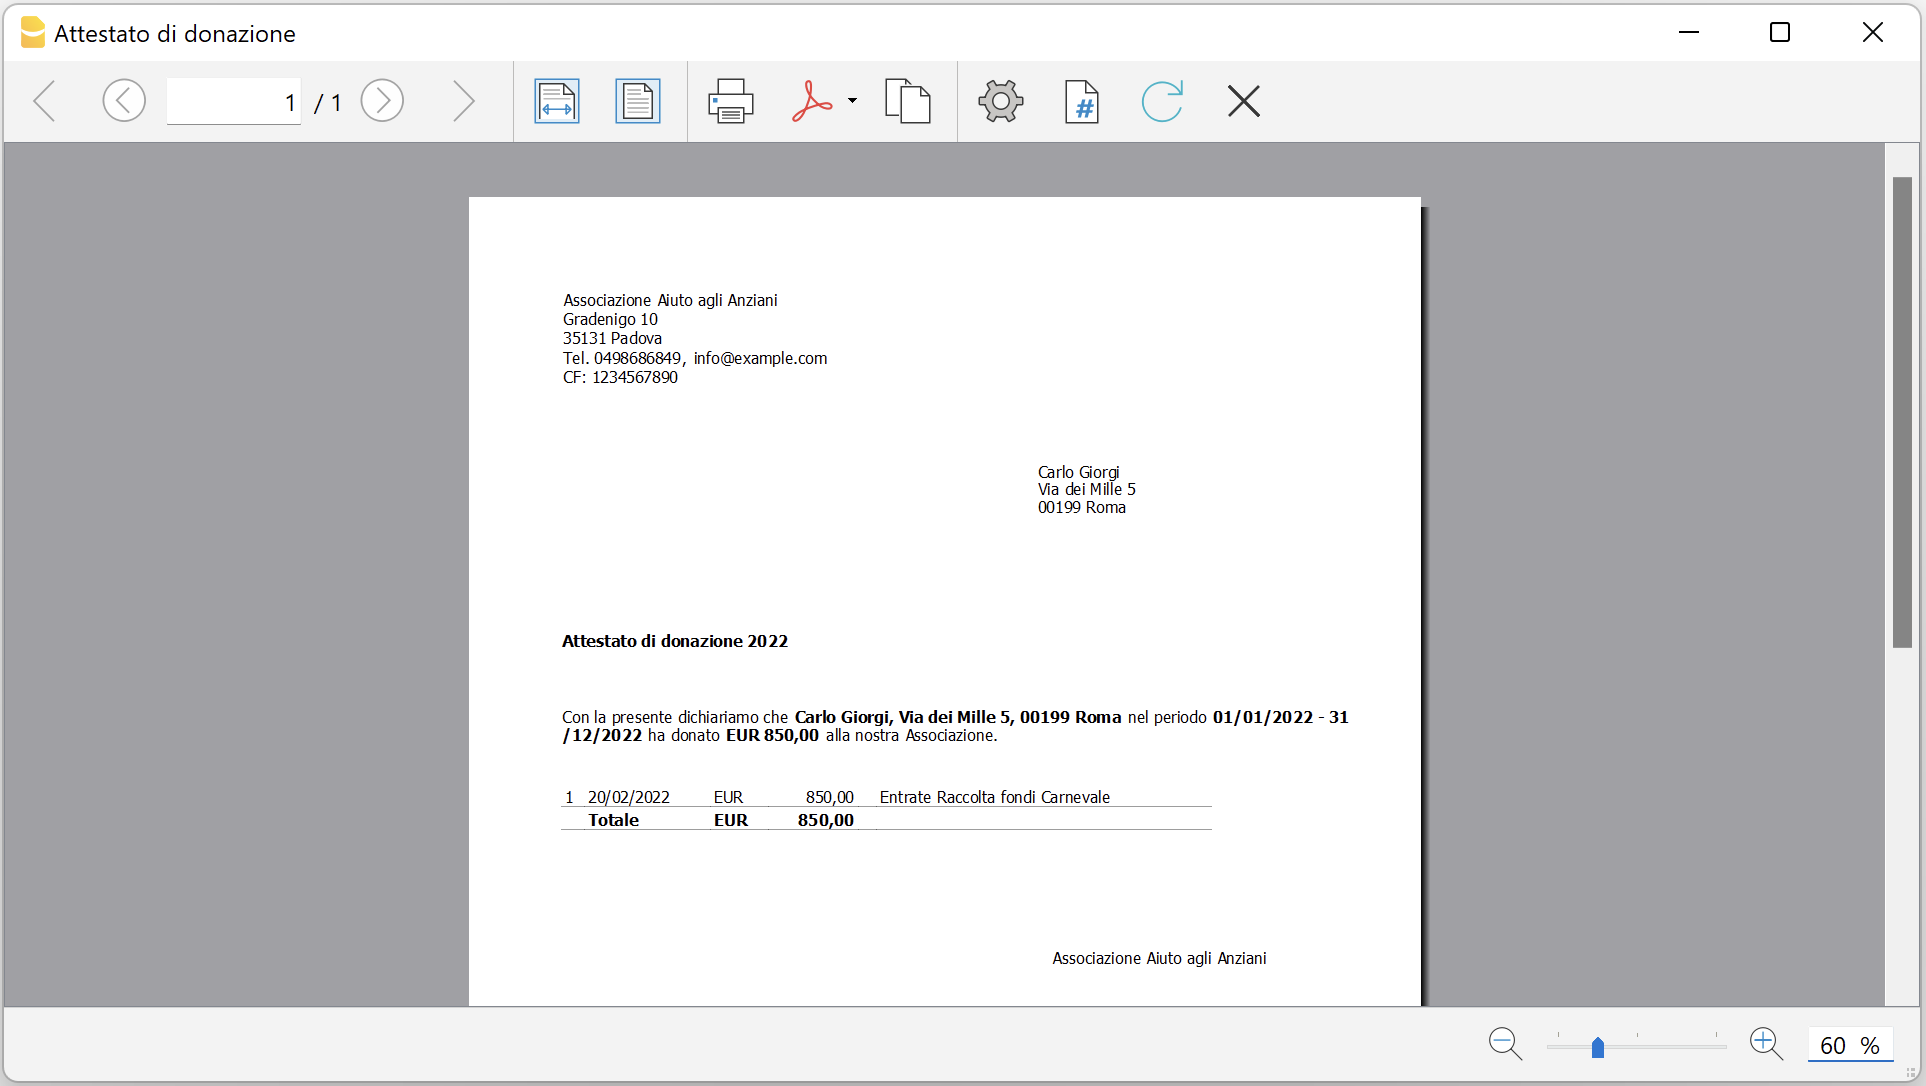 Attestato di donazione
1 / 1
#
Associazione Aiuto agli Anziani
Gradenigo 10
35131 Padova
Tel. 0498686849, info@example.com
CF: 1234567890
Carlo Giorgi
Via dei Mille 5
00199 Roma
Attestato di donazione 2022
Con la presente dichiariamo che Carlo Giorgi, Via dei Mille 5, 00199 Roma nel periodo 01/01/2022 - 31
/12/2022 ha donato EUR 850,00 alla nostra Associazione.
1 20/02/2022 EUR 850,00 Entrate Raccolta fondi Carnevale
Totale EUR 850,00
Associazione Aiuto agli Anziani
60 %